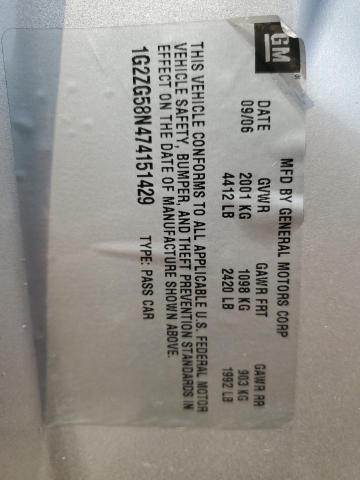 GM
MFD BY GENERAL MOTORS CORP
DATE GVWR GAWR FRT GAWR RR
09/06 2001 KG 1098 KG 903 KG
4412 LB 2420 LB 1992 LB
THIS VEHICLE CONFORMS TO ALL APPLICABLE U.S. FEDERAL MOTOR
VEHICLE SAFETY, BUMPER, AND THEFT PREVENTION STANDARDS IN
EFFECT ON THE DATE OF MANUFACTURE SHOWN ABOVE.
1G2ZG58N474151429 TYPE: PASS CAR